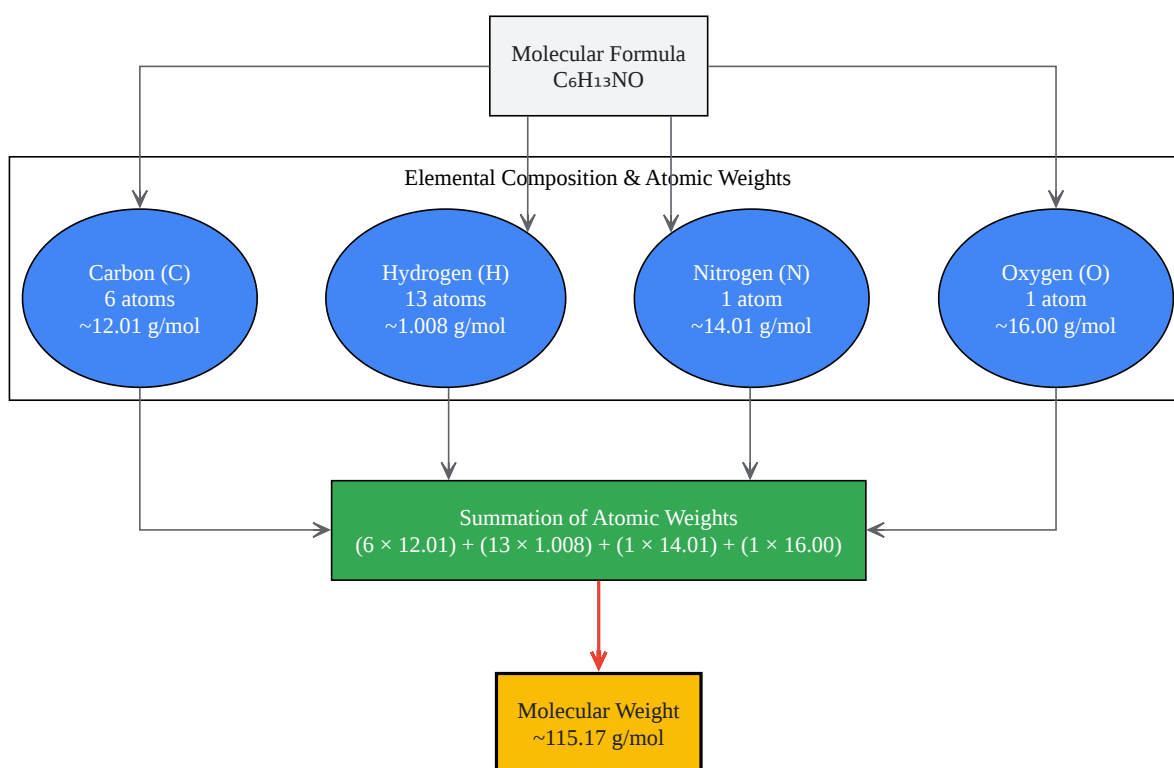 Molecular Formula
C₆H₁₃NO
Elemental Composition & Atomic Weights
Carbon (C)
6 atoms
~12.01 g/mol
Hydrogen (H)
13 atoms
~1.008 g/mol
Nitrogen (N)
1 atom
~14.01 g/mol
Oxygen (O)
1 atom
~16.00 g/mol
Summation of Atomic Weights
(6 × 12.01) + (13 × 1.008) + (1 × 14.01) + (1 × 16.00)
Molecular Weight
~115.17 g/mol